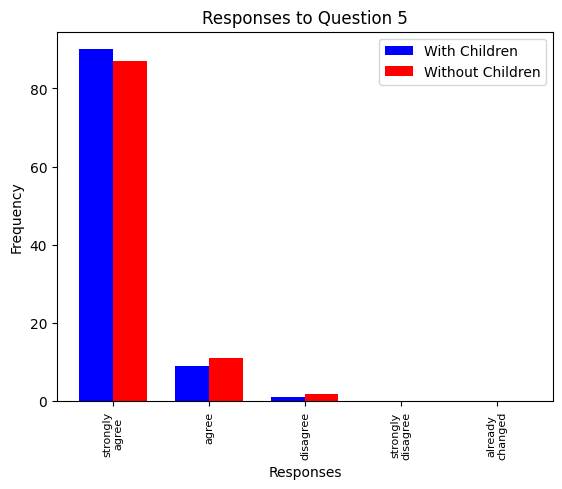 Responses to Question 5
With Children
Without Children
Frequency
80
60
40
20
0
strongly
agree
agree
disagree
strongly
disagree
already
changed
Responses